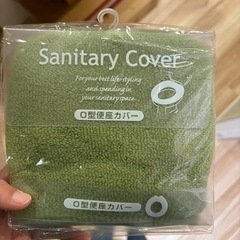 Sanitary Cover
For your best life styling
and spending in
your sanitary space.
O型便座カバー
O型便座カバー